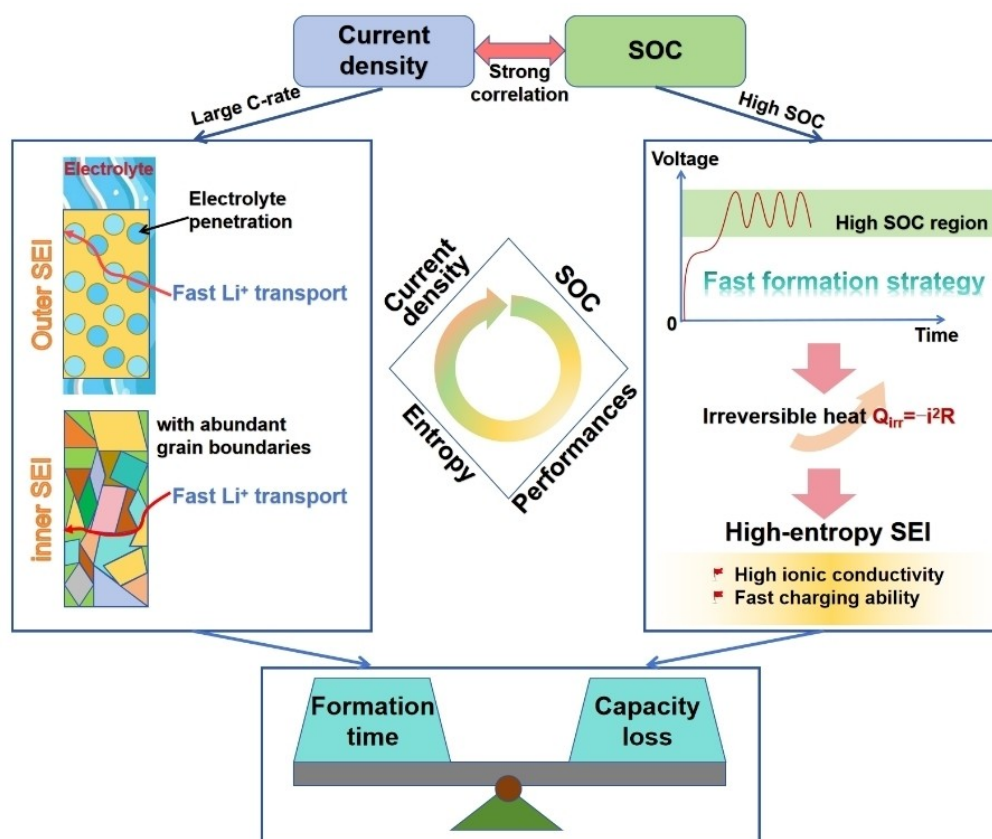 Current
density
Strong
correlation
SOC
Large C-rate
High SOC
Electrolyte
Outer SEI
Electrolyte
penetration
Fast Li⁺ transport
inner SEI
with abundant
grain boundaries
Fast Li⁺ transport
Current
density
SOC
Entropy
Performances
Voltage
High SOC region
Fast formation strategy
0
Time
Irreversible heat Qirr=−i²R
High-entropy SEI
High ionic conductivity
Fast charging ability
Formation
time
Capacity
loss